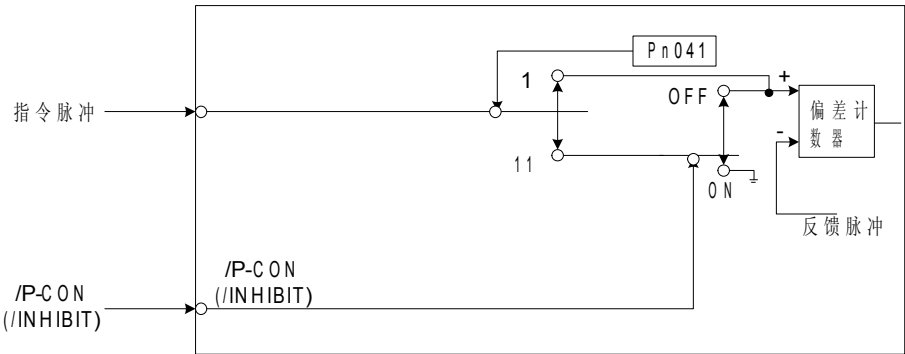 Pn041
1
+
指令脉冲
OFF
偏差计
数器
-
11
ON
反馈脉冲
/P-CON
(/INHIBIT)
/P-CON
(/INHIBIT)